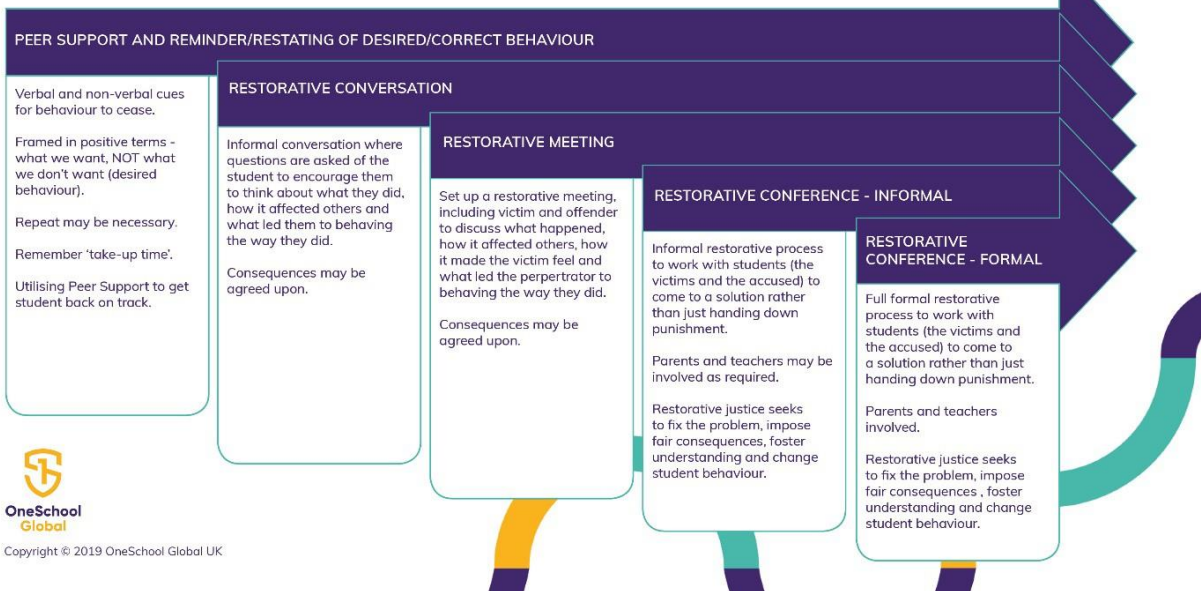 PEER SUPPORT AND REMINDER/RESTATING OF DESIRED/CORRECT BEHAVIOUR
Verbal and non-verbal cues
for behaviour to cease.
Framed in positive terms -
what we want, NOT what
we don't want (desired
behaviour).
Repeat may be necessary.
Remember 'take-up time'.
Utilising Peer Support to get
student back on track.
RESTORATIVE CONVERSATION
Informal conversation where
questions are asked of the
student to encourage them
to think about what they did,
how it affected others and
what led them to behaving
the way they did.
Consequences may be
agreed upon.
RESTORATIVE MEETING
Set up a restorative meeting,
including victim and offender
to discuss what happened,
how it affected others, how
it made the victim feel and
what led the perpertrator to
behaving the way they did.
Consequences may be
agreed upon.
RESTORATIVE CONFERENCE - INFORMAL
Informal restorative process
to work with students (the
victims and the accused) to
come to a solution rather
than just handing down
punishment.
Parents and teachers may be
involved as required.
Restorative justice seeks
to fix the problem, impose
fair consequences, foster
understanding and change
student behaviour.
RESTORATIVE
CONFERENCE - FORMAL
Full formal restorative
process to work with
students (the victims and
the accused) to come to
a solution rather than just
handing down punishment.
Parents and teachers
involved.
Restorative justice seeks
to fix the problem, impose
fair consequences , foster
understanding and change
student behaviour.
OneSchool
Global
Copyright © 2019 OneSchool Global UK